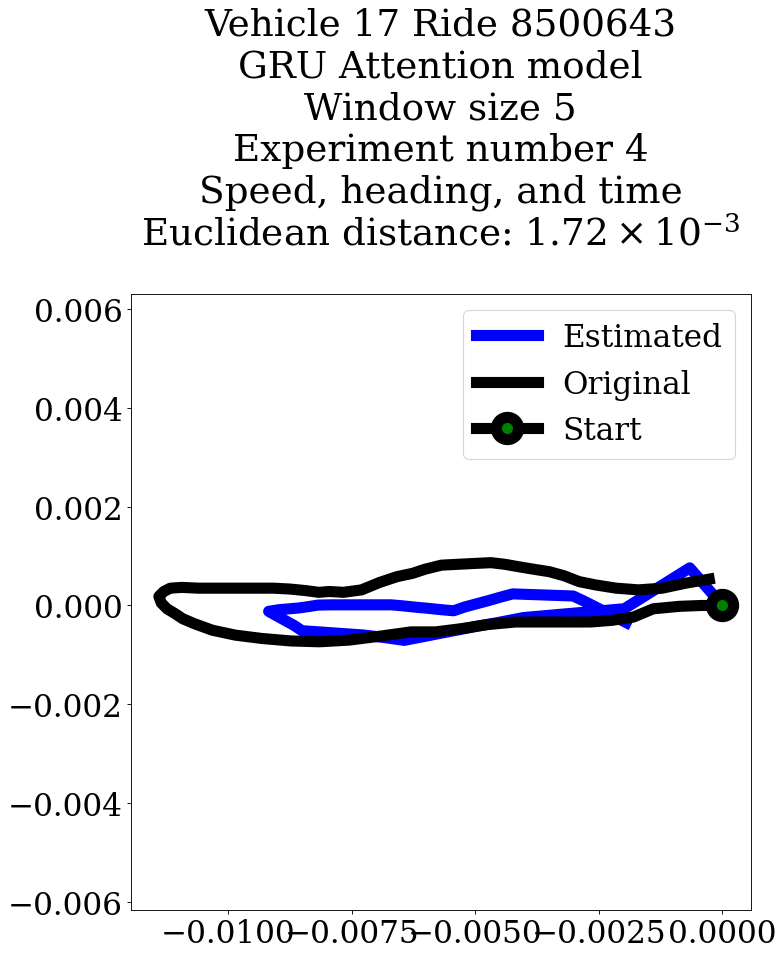 Vehicle 17 Ride 8500643
GRU Attention model
Window size 5
Experiment number 4
Speed, heading, and time
Euclidean distance: 1.72 × 10⁻³
0.006
0.004
0.002
0.000
−0.002
−0.004
−0.006
Estimated
Original
Start
−0.0100 −0.0075 −0.0050 −0.0025 0.0000